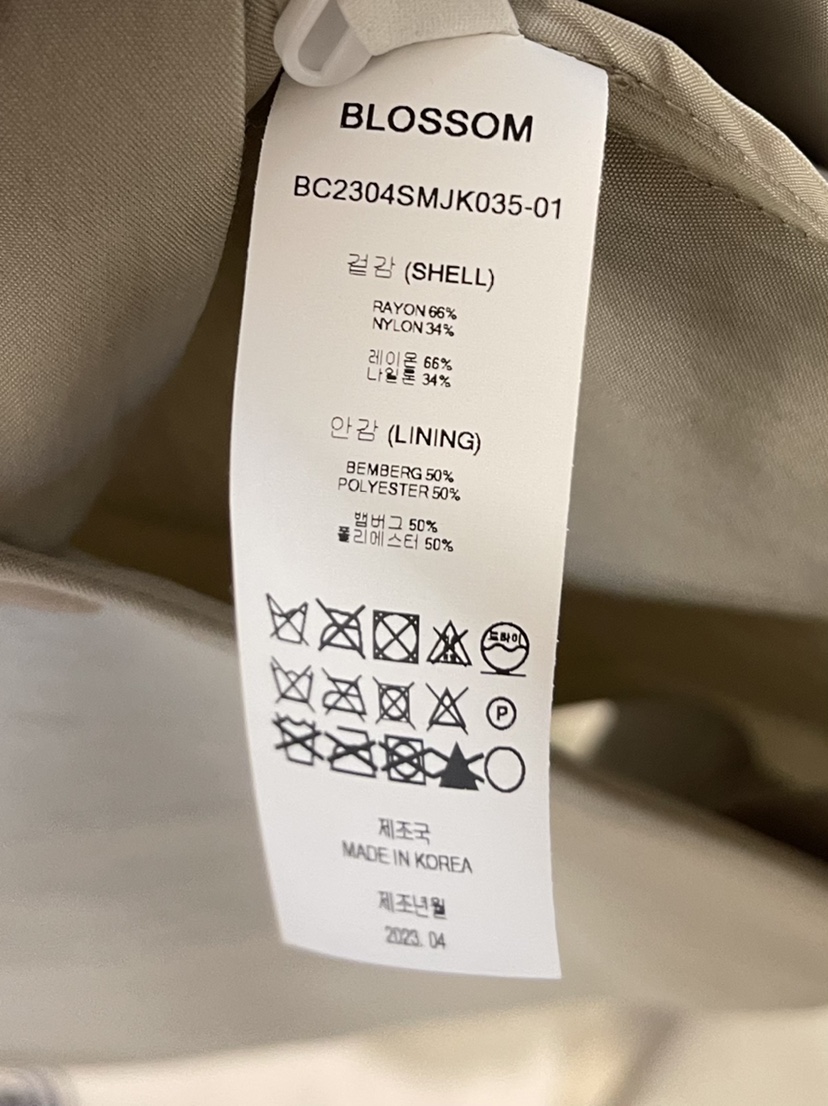 BLOSSOM
BC2304SMJK035-01
겉감 (SHELL)
RAYON 66%
NYLON 34%
레이온 66%
나일론 34%
안감 (LINING)
BEMBERG 50%
POLYESTER 50%
뱀버그 50%
폴리에스터 50%
드라이
P
제조국
MADE IN KOREA
제조년월
2023. 04